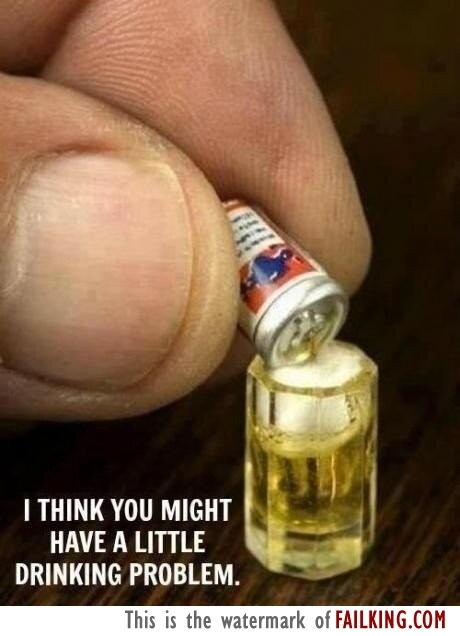 I THINK YOU MIGHT
HAVE A LITTLE
DRINKING PROBLEM.
This is the watermark of FAILKING.COM